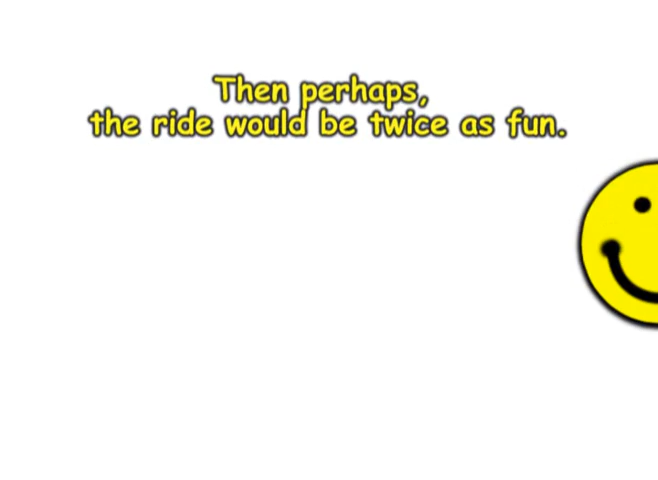 Then perhaps,
the ride would be twice as fun.